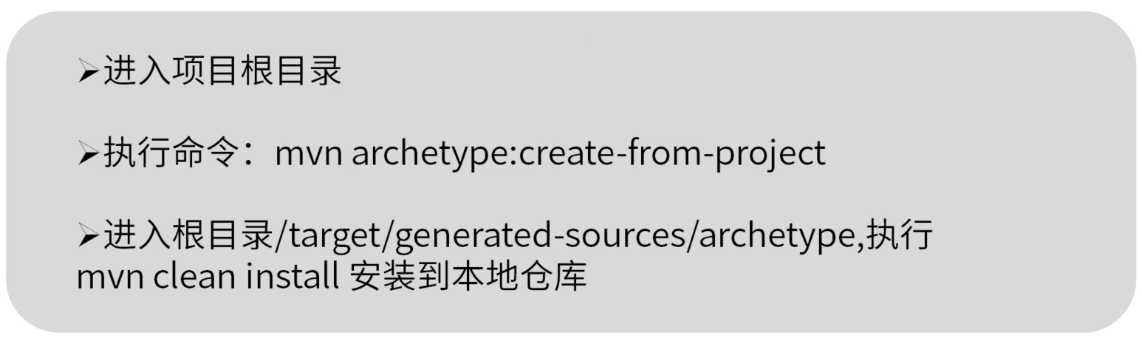 ➢进入项目根目录
➢执行命令：mvn archetype:create-from-project
➢进入根目录/target/generated-sources/archetype,执行
mvn clean install 安装到本地仓库